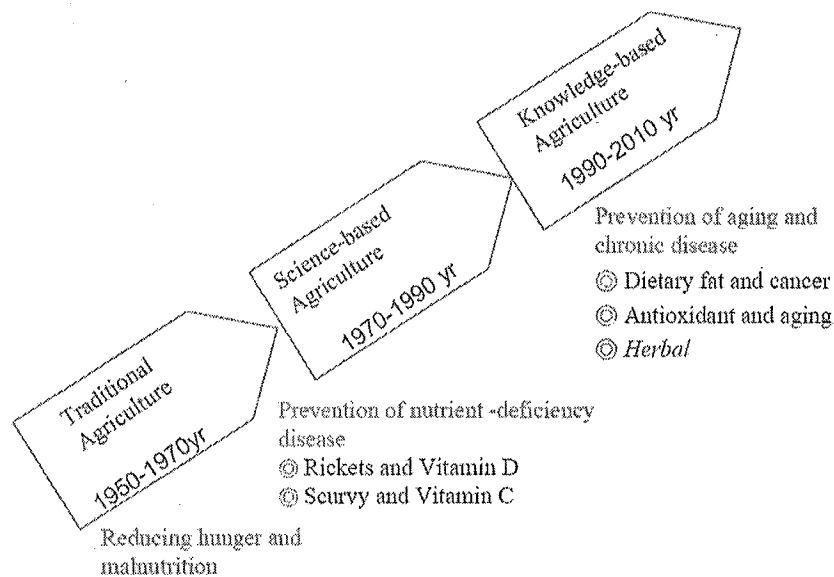 Traditional
Agriculture
1950-1970yr
Reducing hunger and
malnutrition
Science-based
Agriculture
1970-1990 yr
Prevention of nutrient -deficiency
disease
◎ Rickets and Vitamin D
◎ Scurvy and Vitamin C
Knowledge-based
Agriculture
1990-2010 yr
Prevention of aging and
chronic disease
◎ Dietary fat and cancer
◎ Antioxidant and aging
◎ Herbal